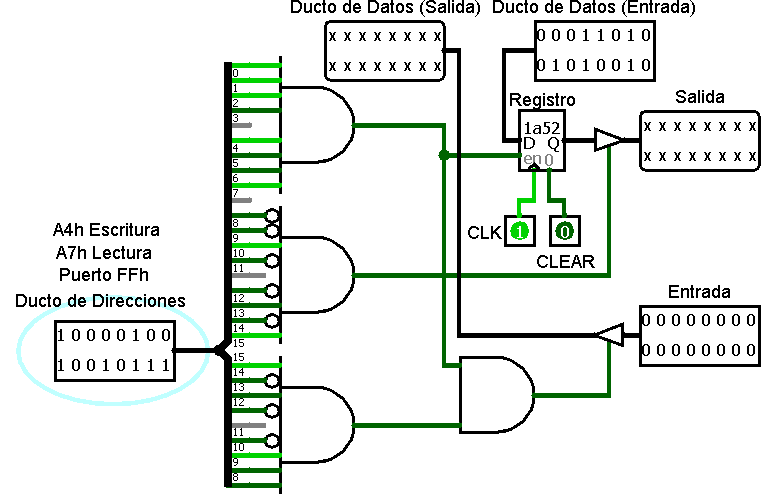 Ducto de Datos (Salida)
Ducto de Datos (Entrada)
x x x x x x x x
x x x x x x x x
0 0 0 1 1 0 1 0
0 1 0 1 0 0 1 0
Registro
1a52
D Q
en 0
Salida
x x x x x x x x
x x x x x x x x
0
1
2
3
4
5
6
7
8
9
10
11
12
13
14
15
15
14
13
12
11
10
9
8
CLK
1
0
CLEAR
A4h Escritura
A7h Lectura
Puerto FFh
Ducto de Direcciones
1 0 0 0 0 1 0 0
1 0 0 1 0 1 1 1
Entrada
0 0 0 0 0 0 0 0
0 0 0 0 0 0 0 0